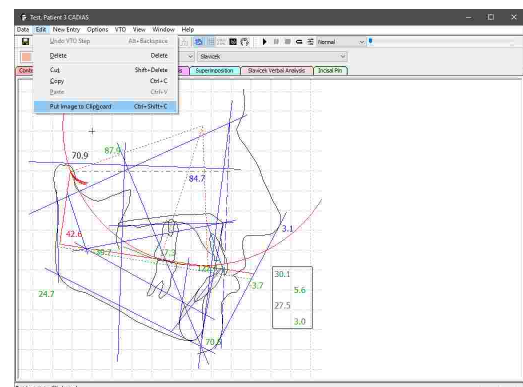 Test, Patient 3 CADIAS
Data Edit New Entry Options VTO View Window Help
Undo VTO Step Alt+Backspace
Normal
Delete Delete
Slavicek
Cut Shift+Delete
Superimposition Slavicek Verbal Analysis Incisal Pin
Copy Ctrl+C
Paste Ctrl+V
Put Image to Clipboard Ctrl+Shift+C
87.9
70.9
84.7
3.1
42.6
30.1
5.6
-3.7
24.7
27.5
3.0